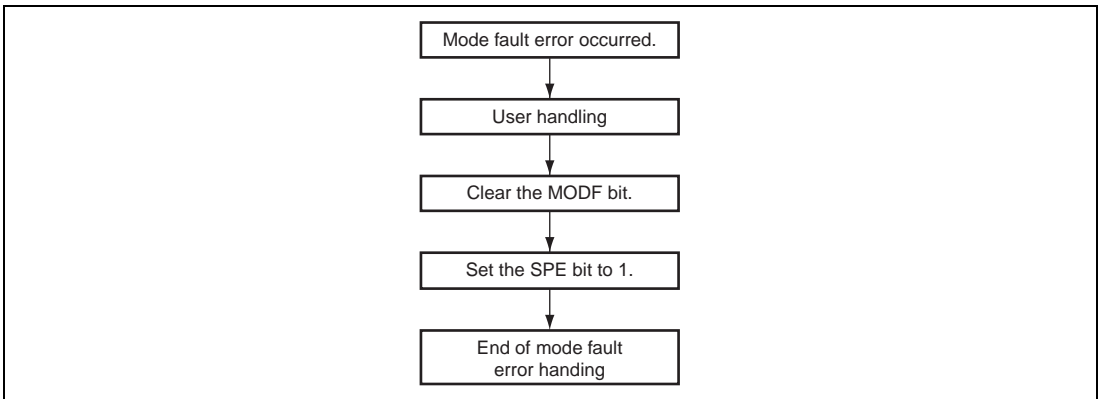 Mode fault error occurred.
User handling
Clear the MODF bit.
Set the SPE bit to 1.
End of mode fault
error handing